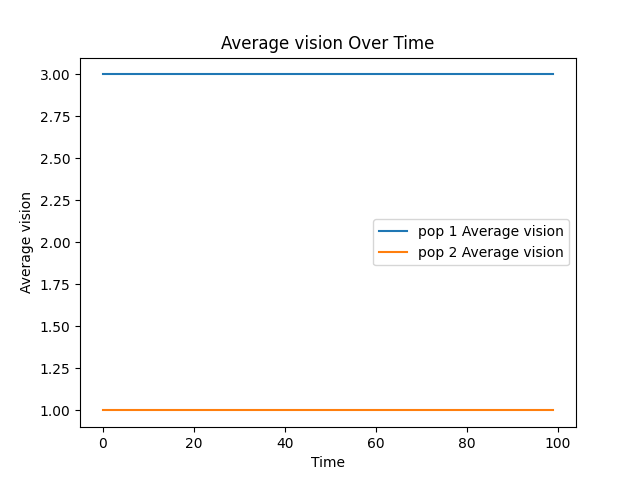 Average vision Over Time
Average vision
3.00
2.75
2.50
2.25
2.00
1.75
1.50
1.25
1.00
pop 1 Average vision
pop 2 Average vision
0 20 40 60 80 100
Time